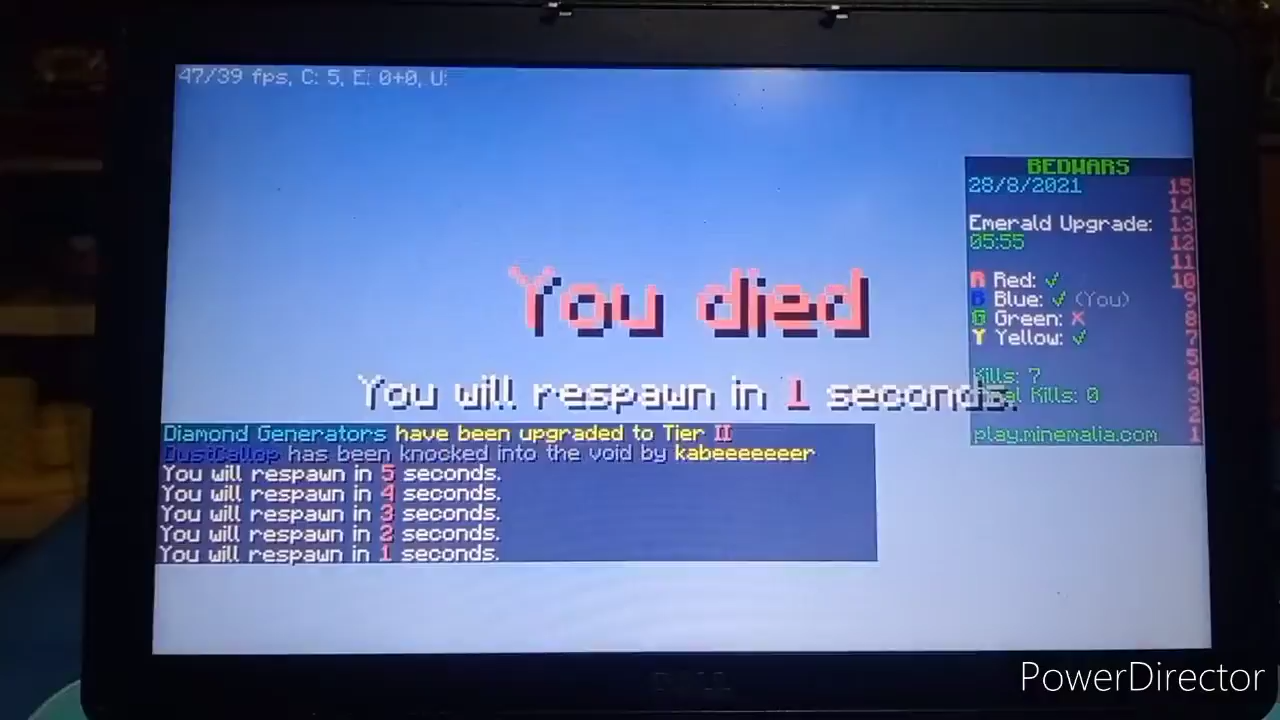 47/39 fps, C: 5, E: 0+0, U:
BEDWARS
28/8/2021 15
14
Emerald Upgrade: 13
05:55 12
11
R Red: ✓ 10
B Blue: ✓ (You) 9
G Green: ✗ 8
Y Yellow: ✓ 7
5
Kills: 7 4
Kills: 0 3
2
play.minemalia.com 1
You died
You will respawn in 1 seconds.
Diamond Generators have been upgraded to Tier II
DustCallop has been knocked into the void by kabeeeeeeer
You will respawn in 5 seconds.
You will respawn in 4 seconds.
You will respawn in 3 seconds.
You will respawn in 2 seconds.
You will respawn in 1 seconds.
DELL
PowerDirector